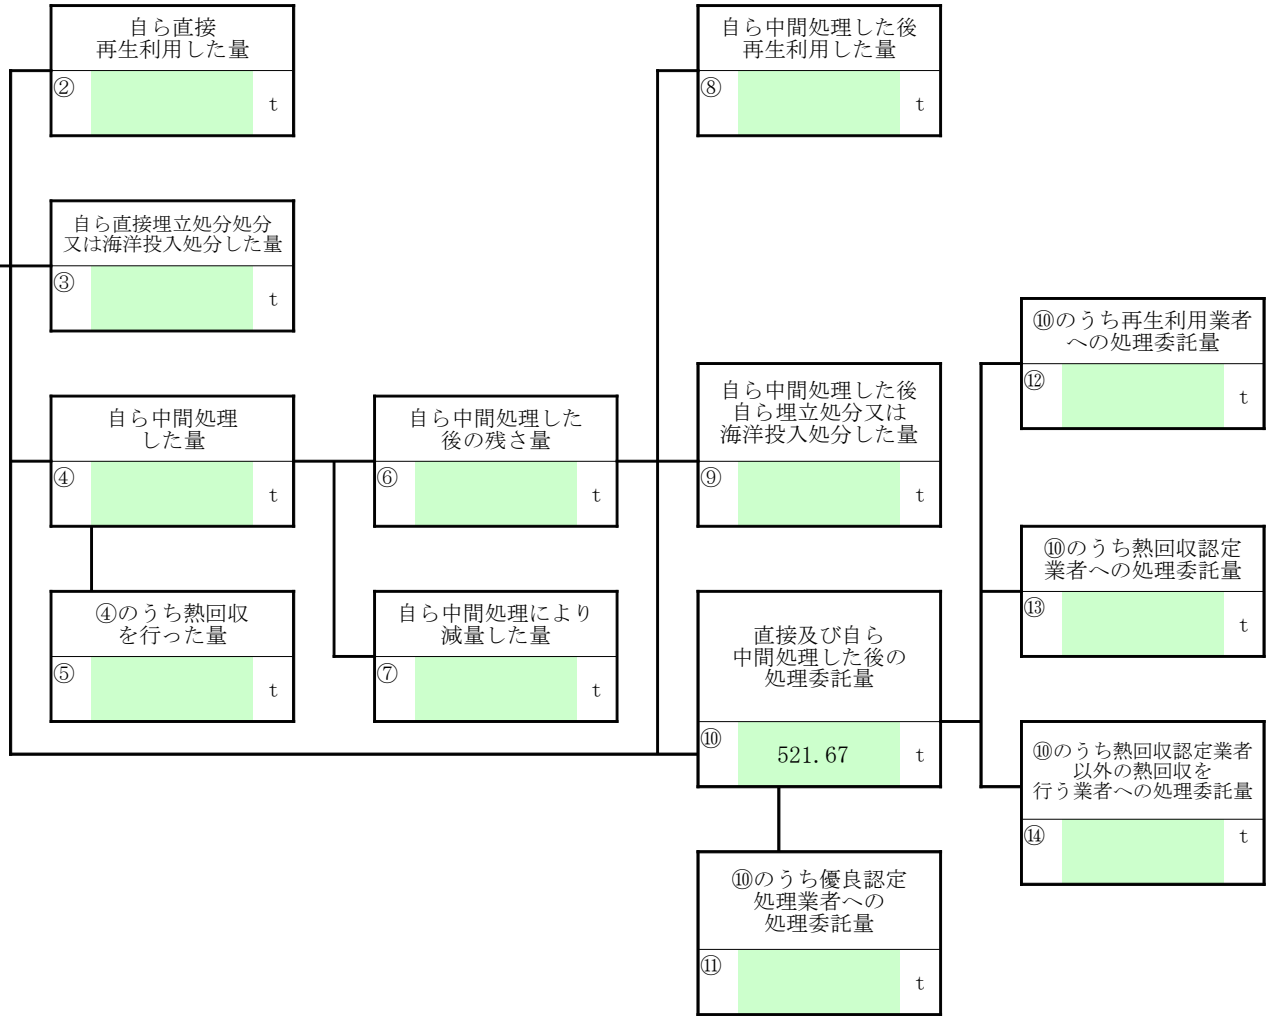 自ら直接
再生利用した量
②
t
自ら中間処理した後
再生利用した量
⑧
t
自ら直接埋立処分処分
又は海洋投入処分した量
③
t
⑩のうち再生利用業者
への処理委託量
⑫
t
自ら中間処理
した量
④
t
自ら中間処理した
後の残さ量
⑥
t
自ら中間処理した後
自ら埋立処分又は
海洋投入処分した量
⑨
t
⑩のうち熱回収認定
業者への処理委託量
⑬
t
④のうち熱回収
を行った量
⑤
t
自ら中間処理により
減量した量
⑦
t
直接及び自ら
中間処理した後の
処理委託量
⑩
521.67
t
⑩のうち熱回収認定業者
以外の熱回収を
行う業者への処理委託量
⑭
t
⑩のうち優良認定
処理業者への
処理委託量
⑪
t